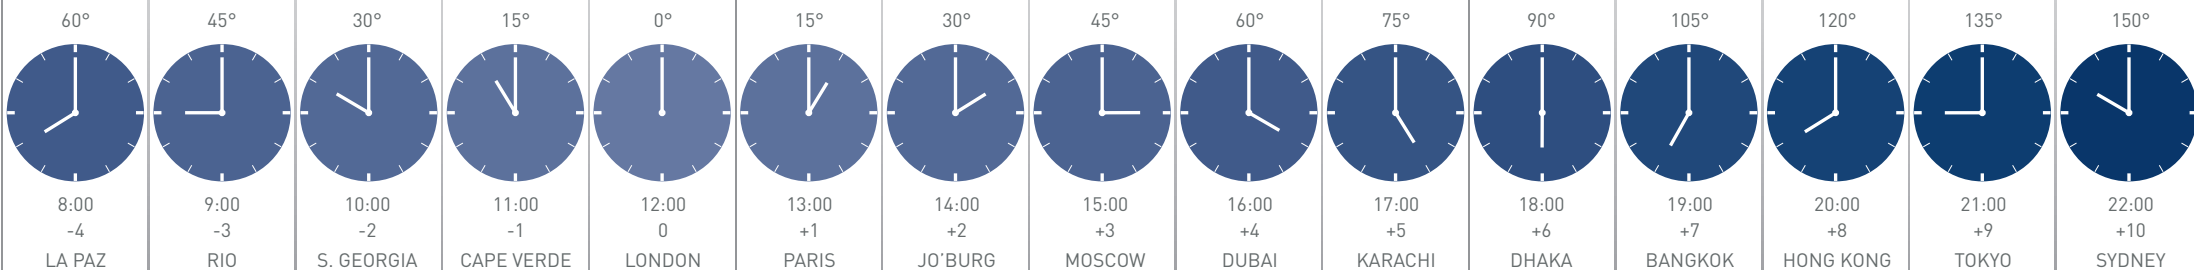 60° 45° 30° 15° 0° 15° 30° 45° 60° 75° 90° 105° 120° 135° 150°
8:00 9:00 10:00 11:00 12:00 13:00 14:00 15:00 16:00 17:00 18:00 19:00 20:00 21:00 22:00
-4 -3 -2 -1 0 +1 +2 +3 +4 +5 +6 +7 +8 +9 +10
LA PAZ RIO S. GEORGIA CAPE VERDE LONDON PARIS JO'BURG MOSCOW DUBAI KARACHI DHAKA BANGKOK HONG KONG TOKYO SYDNEY